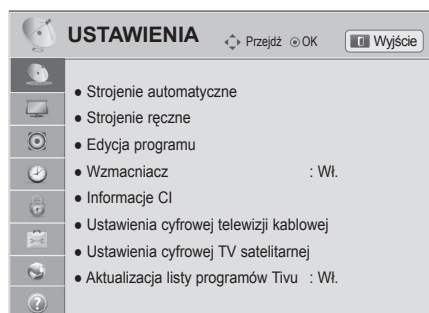 USTAWIENIA Przejdź OK Wyjście
● Strojenie automatyczne
● Strojenie ręczne
● Edycja programu
● Wzmacniacz : Wł.
● Informacje CI
● Ustawienia cyfrowej telewizji kablowej
● Ustawienia cyfrowej TV satelitarnej
● Aktualizacja listy programów Tivu : Wł.